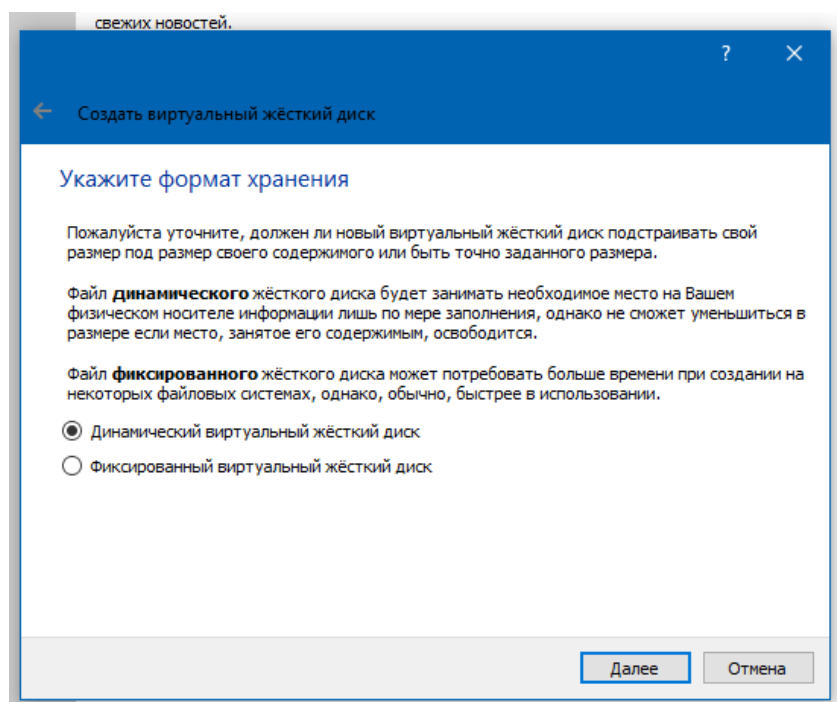 свежих новостей.
?
Создать виртуальный жёсткий диск
Укажите формат хранения
Пожалуйста уточните, должен ли новый виртуальный жёсткий диск подстраивать свой
размер под размер своего содержимого или быть точно заданного размера.
Файл динамического жёсткого диска будет занимать необходимое место на Вашем
физическом носителе информации лишь по мере заполнения, однако не сможет уменьшиться в
размере если место, занятое его содержимым, освободится.
Файл фиксированного жёсткого диска может потребовать больше времени при создании на
некоторых файловых системах, однако, обычно, быстрее в использовании.
Динамический виртуальный жёсткий диск
Фиксированный виртуальный жёсткий диск
Далее Отмена